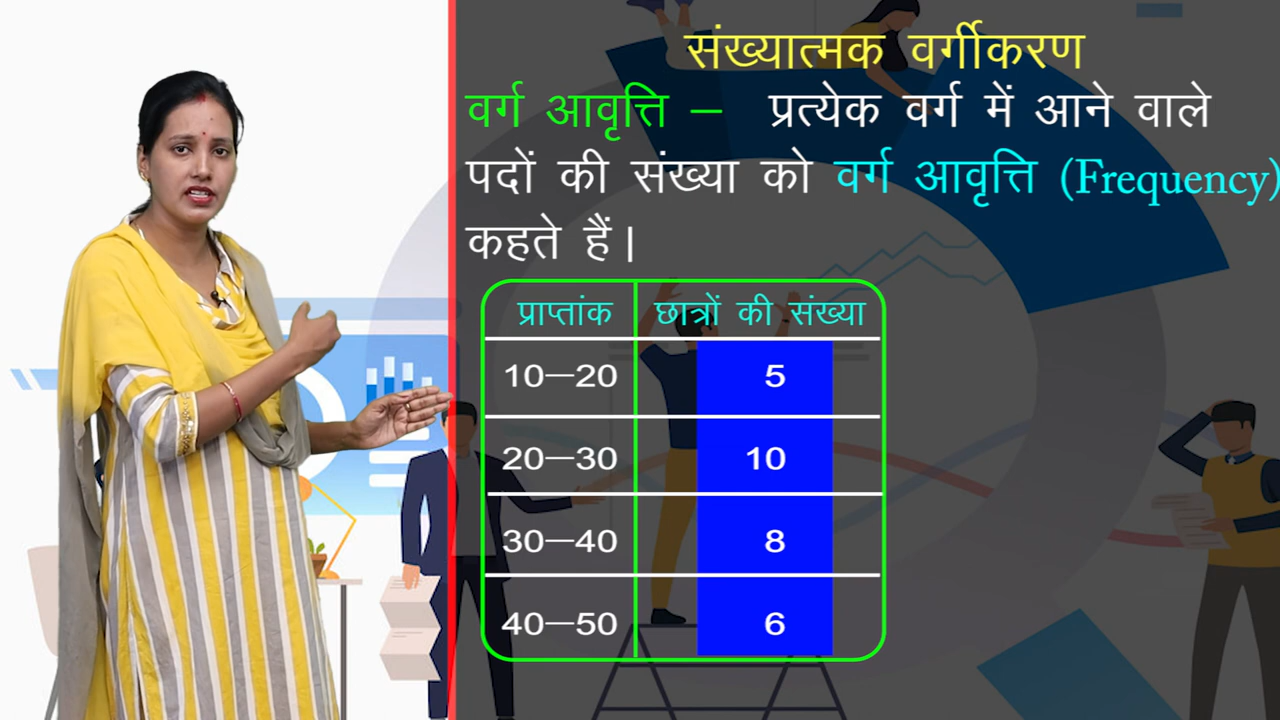 संख्यात्मक वर्गीकरण
वर्ग आवृत्ति – प्रत्येक वर्ग में आने वाले
पदों की संख्या को वर्ग आवृत्ति (Frequency)
कहते हैं।
प्राप्तांक छात्रों की संख्या
10–20 5
20–30 10
30–40 8
40–50 6